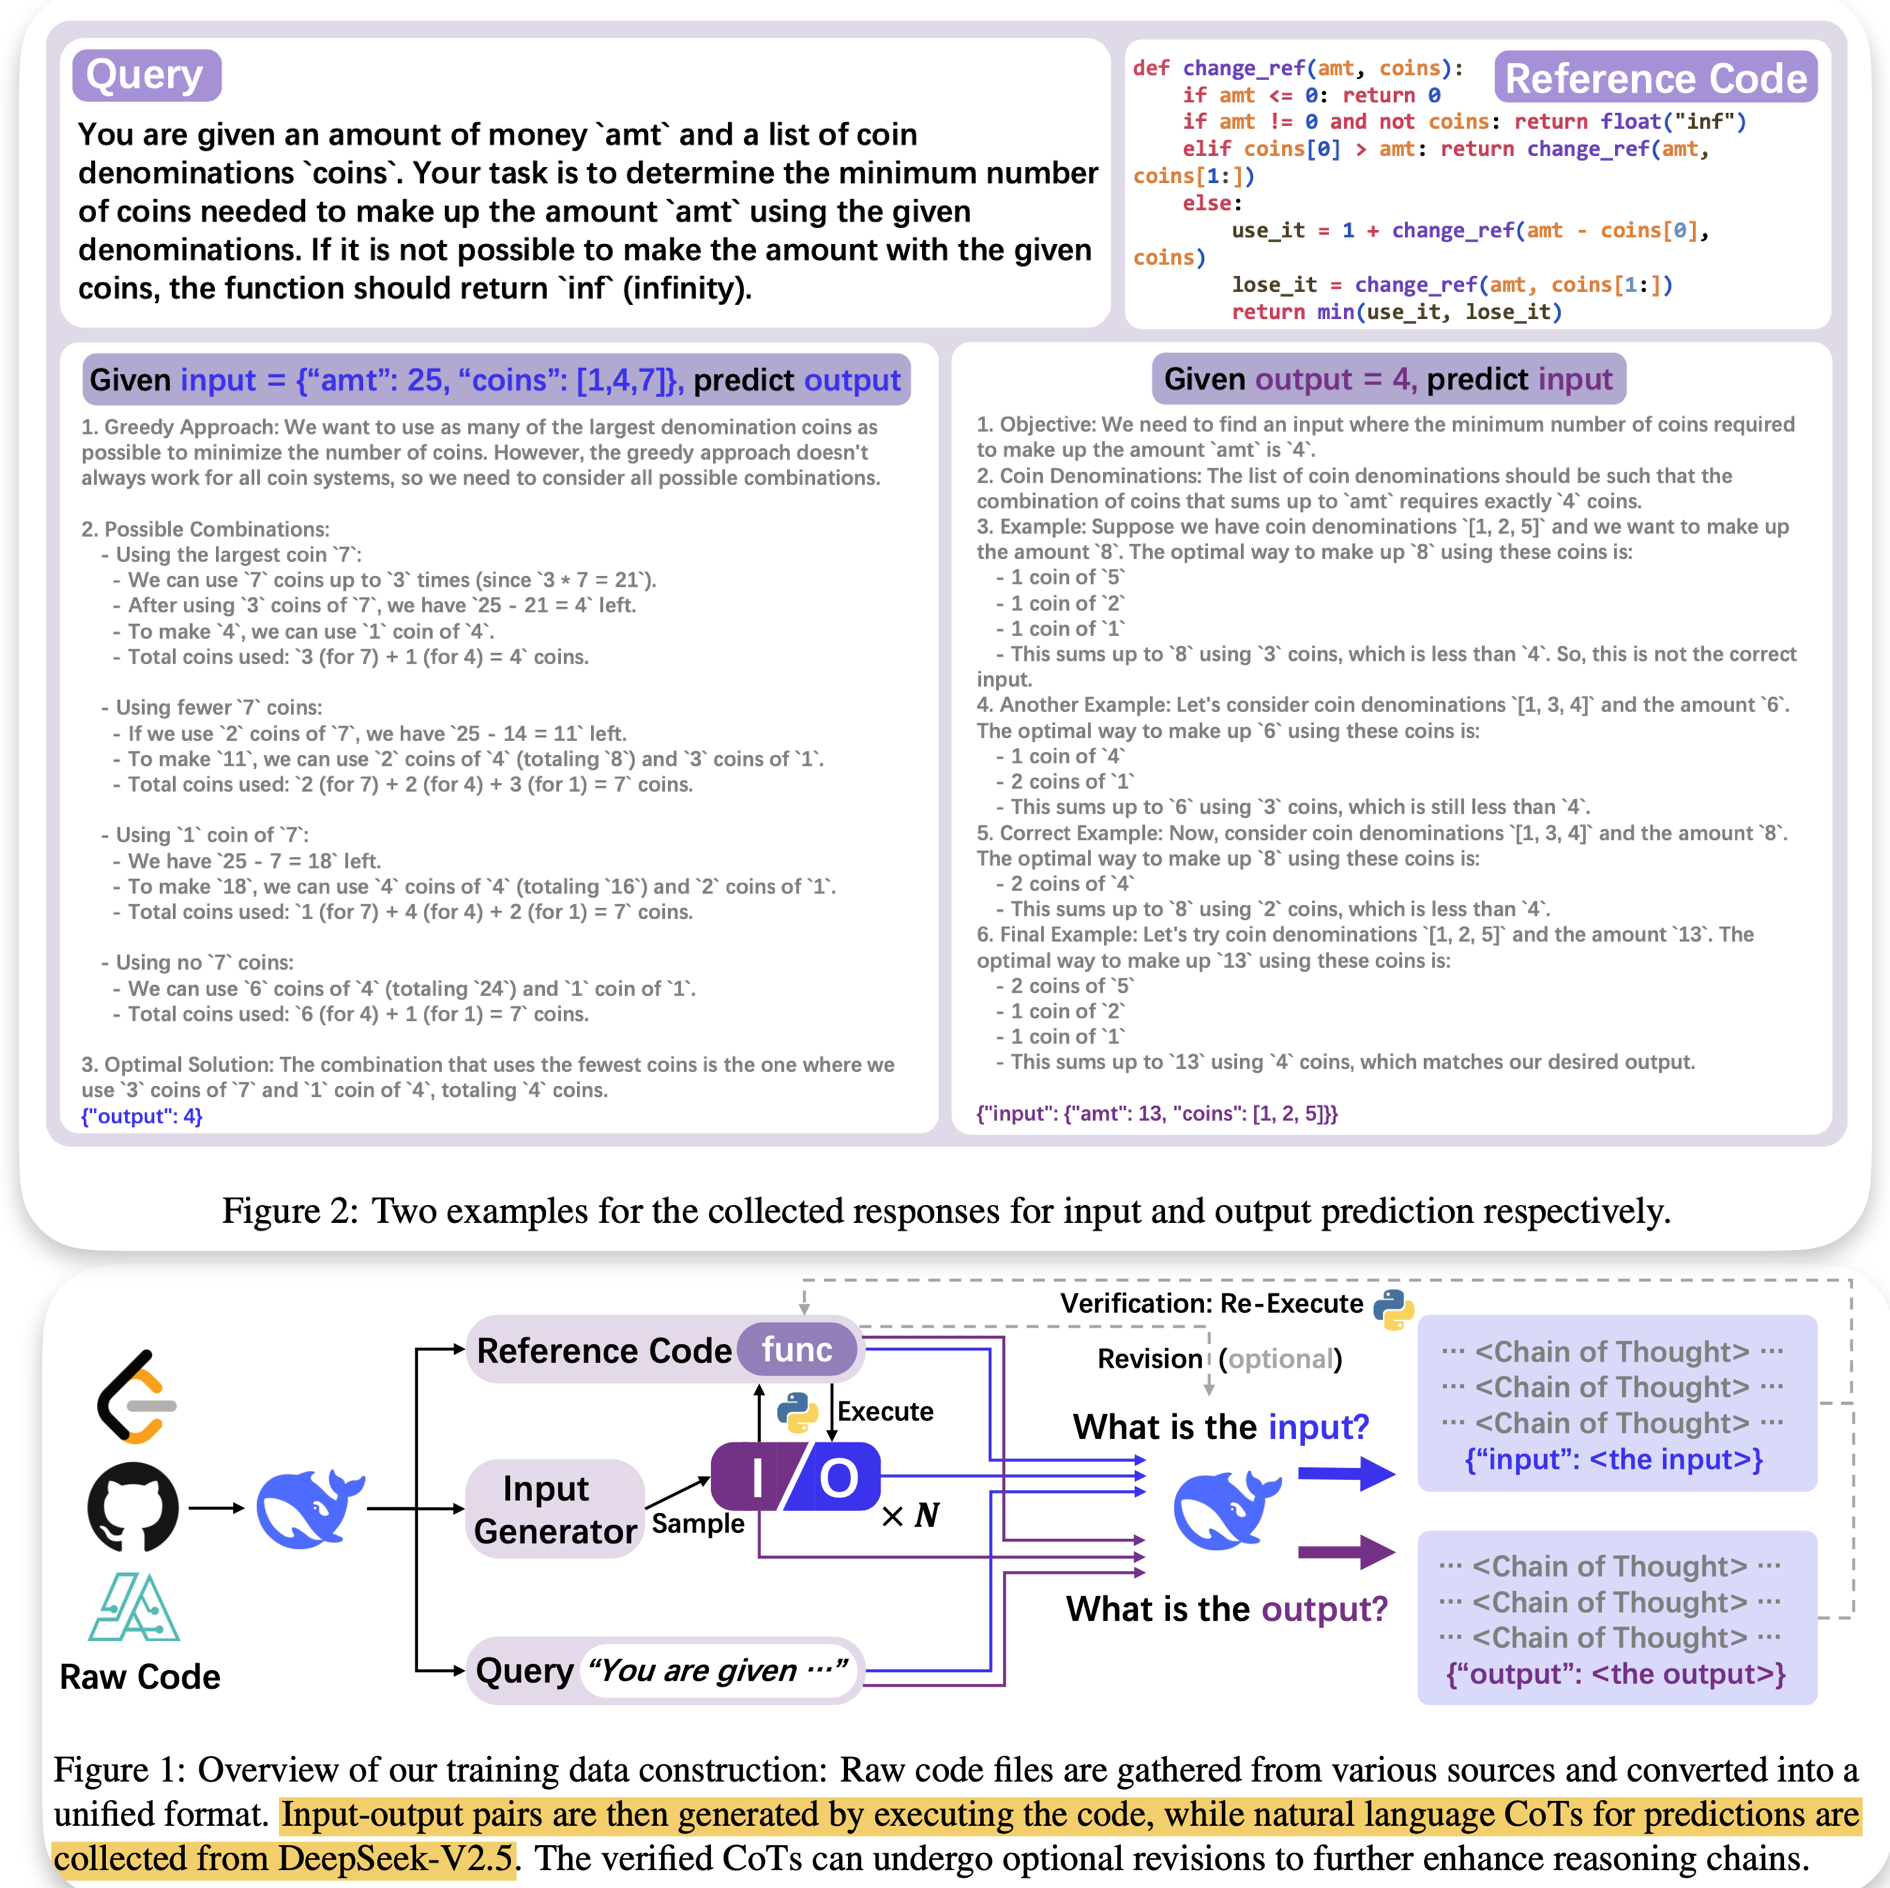 Query
You are given an amount of money `amt` and a list of coin
denominations `coins`. Your task is to determine the minimum number
of coins needed to make up the amount `amt` using the given
denominations. If it is not possible to make the amount with the given
coins, the function should return `inf` (infinity).
Reference Code
def change_ref(amt, coins):
    if amt <= 0: return 0
    if amt != 0 and not coins: return float("inf")
    elif coins[0] > amt: return change_ref(amt,
coins[1:])
    else:
        use_it = 1 + change_ref(amt - coins[0],
coins)
        lose_it = change_ref(amt, coins[1:])
        return min(use_it, lose_it)
Given input = {“amt”: 25, “coins”: [1,4,7]}, predict output
1. Greedy Approach: We want to use as many of the largest denomination coins as
possible to minimize the number of coins. However, the greedy approach doesn't
always work for all coin systems, so we need to consider all possible combinations.
2. Possible Combinations:
- Using the largest coin `7`:
- We can use `7` coins up to `3` times (since `3 * 7 = 21`).
- After using `3` coins of `7`, we have `25 - 21 = 4` left.
- To make `4`, we can use `1` coin of `4`.
- Total coins used: `3 (for 7) + 1 (for 4) = 4` coins.
- Using fewer `7` coins:
- If we use `2` coins of `7`, we have `25 - 14 = 11` left.
- To make `11`, we can use `2` coins of `4` (totaling `8`) and `3` coins of `1`.
- Total coins used: `2 (for 7) + 2 (for 4) + 3 (for 1) = 7` coins.
- Using `1` coin of `7`:
- We have `25 - 7 = 18` left.
- To make `18`, we can use `4` coins of `4` (totaling `16`) and `2` coins of `1`.
- Total coins used: `1 (for 7) + 4 (for 4) + 2 (for 1) = 7` coins.
- Using no `7` coins:
- We can use `6` coins of `4` (totaling `24`) and `1` coin of `1`.
- Total coins used: `6 (for 4) + 1 (for 1) = 7` coins.
3. Optimal Solution: The combination that uses the fewest coins is the one where we
use `3` coins of `7` and `1` coin of `4`, totaling `4` coins.
{"output": 4}
Given output = 4, predict input
1. Objective: We need to find an input where the minimum number of coins required
to make up the amount `amt` is `4`.
2. Coin Denominations: The list of coin denominations should be such that the
combination of coins that sums up to `amt` requires exactly `4` coins.
3. Example: Suppose we have coin denominations `[1, 2, 5]` and we want to make up
the amount `8`. The optimal way to make up `8` using these coins is:
- 1 coin of `5`
- 1 coin of `2`
- 1 coin of `1`
- This sums up to `8` using `3` coins, which is less than `4`. So, this is not the correct
input.
4. Another Example: Let's consider coin denominations `[1, 3, 4]` and the amount `6`.
The optimal way to make up `6` using these coins is:
- 1 coin of `4`
- 2 coins of `1`
- This sums up to `6` using `3` coins, which is still less than `4`.
5. Correct Example: Now, consider coin denominations `[1, 3, 4]` and the amount `8`.
The optimal way to make up `8` using these coins is:
- 2 coins of `4`
- This sums up to `8` using `2` coins, which is less than `4`.
6. Final Example: Let's try coin denominations `[1, 2, 5]` and the amount `13`. The
optimal way to make up `13` using these coins is:
- 2 coins of `5`
- 1 coin of `2`
- 1 coin of `1`
- This sums up to `13` using `4` coins, which matches our desired output.
{"input": {"amt": 13, "coins": [1, 2, 5]}}
Figure 2: Two examples for the collected responses for input and output prediction respectively.
Raw Code
Reference Code func
Execute
Input
Generator
Sample
I/O
× N
Query “You are given ···”
Verification: Re-Execute
Revision (optional)
What is the input?
What is the output?
··· <Chain of Thought> ···
··· <Chain of Thought> ···
··· <Chain of Thought> ···
{“input”: <the input>}
··· <Chain of Thought> ···
··· <Chain of Thought> ···
··· <Chain of Thought> ···
{“output”: <the output>}
Figure 1: Overview of our training data construction: Raw code files are gathered from various sources and converted into a
unified format. Input-output pairs are then generated by executing the code, while natural language CoTs for predictions are
collected from DeepSeek-V2.5. The verified CoTs can undergo optional revisions to further enhance reasoning chains.